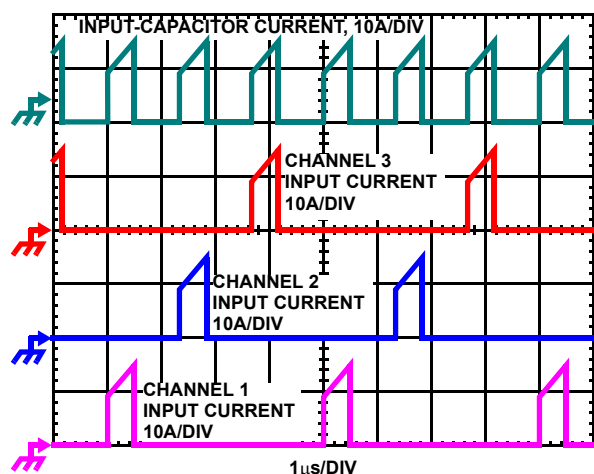 INPUT-CAPACITOR CURRENT, 10A/DIV
CHANNEL 3
INPUT CURRENT
10A/DIV
CHANNEL 2
INPUT CURRENT
10A/DIV
CHANNEL 1
INPUT CURRENT
10A/DIV
1µs/DIV